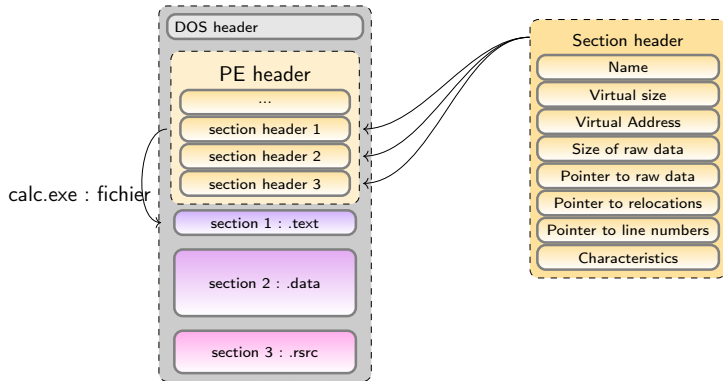 DOS header
PE header
...
section header 1
section header 2
section header 3
calc.exe : fichier
section 1 : .text
section 2 : .data
section 3 : .rsrc
Section header
Name
Virtual size
Virtual Address
Size of raw data
Pointer to raw data
Pointer to relocations
Pointer to line numbers
Characteristics